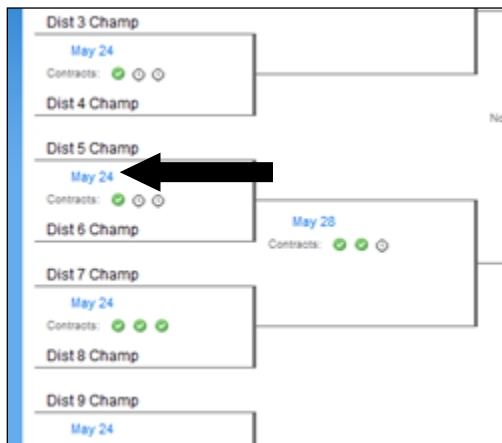 Dist 3 Champ
May 24
Contracts:
Dist 4 Champ
No
Dist 5 Champ
May 24
Contracts:
Dist 6 Champ
May 28
Contracts:
Dist 7 Champ
May 24
Contracts:
Dist 8 Champ
Dist 9 Champ
May 24